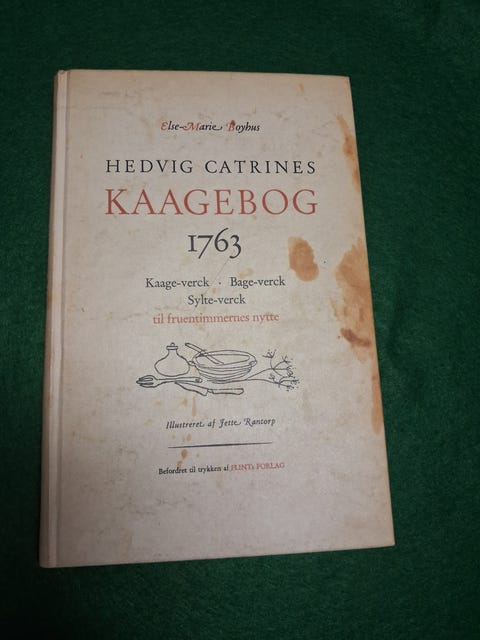 Else-Marie Boyhus
HEDVIG CATRINES
KAAGEBOG
1763
Kaage-verck · Bage-verck
Sylte-verck
til fruentimmernes nytte
Illustreret af Jette Rantorp
Befordret til trykken af FLINTs FORLAG